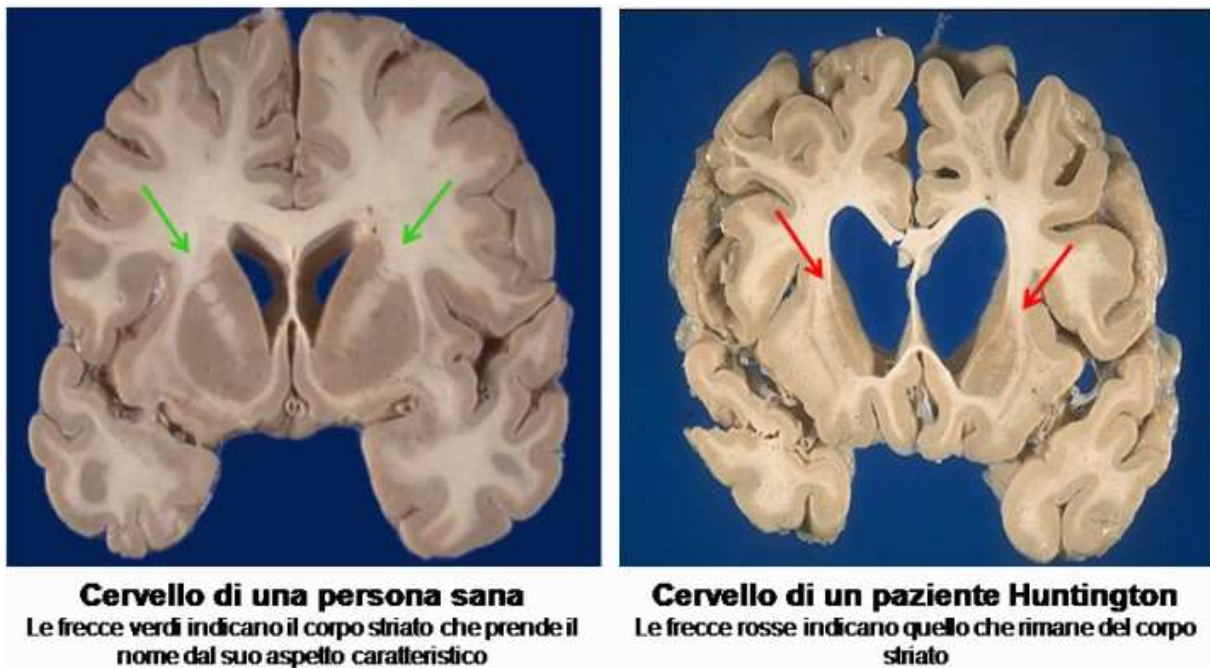 Cervello di una persona sana
Le frecce verdi indicano il corpo striato che prende il
nome dal suo aspetto caratteristico
Cervello di un paziente Huntington
Le frecce rosse indicano quello che rimane del corpo
striato